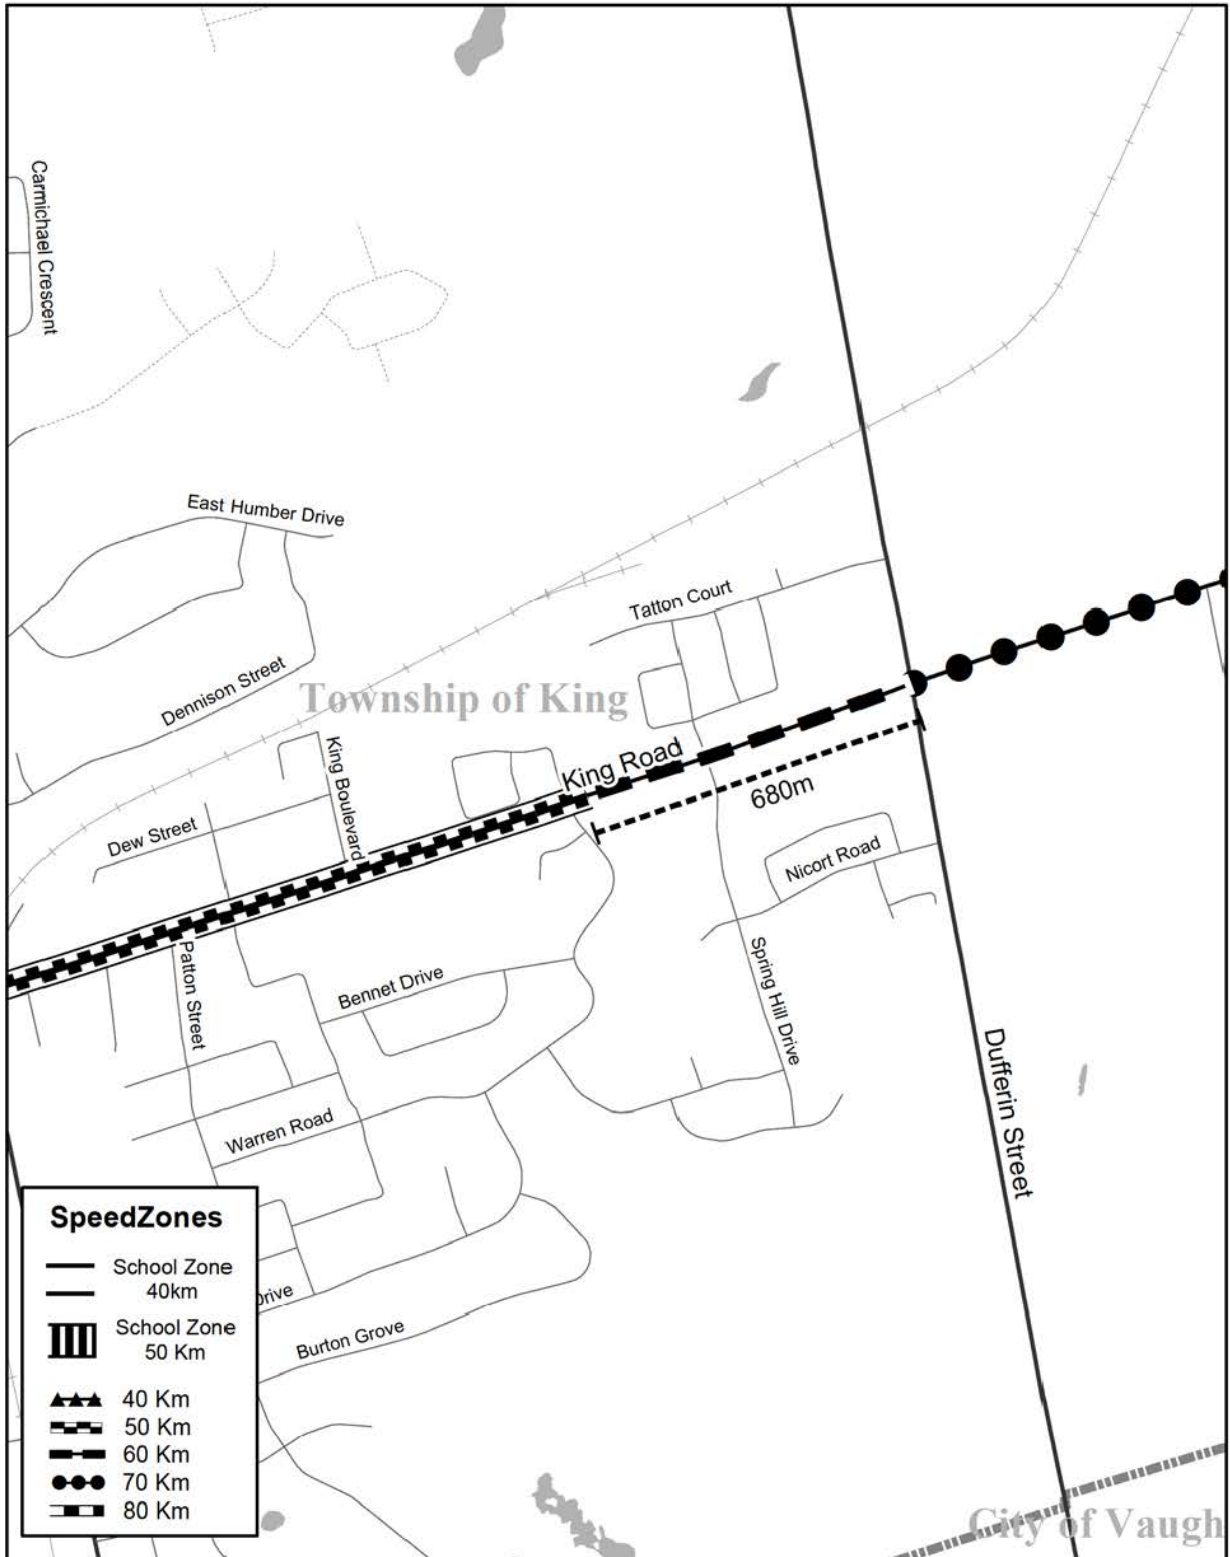 Carmichael Crescent
East Humber Drive
Tatton Court
Dennison Street
Township of King
King Boulevard
King Road
680m
Dew Street
Nicort Road
Patton Street
Bennet Drive
Spring Hill Drive
Dufferin Street
Warren Road
SpeedZones
School Zone
40km
School Zone
50 Km
40 Km
50 Km
60 Km
70 Km
80 Km
Drive
Burton Grove
City of Vaugh